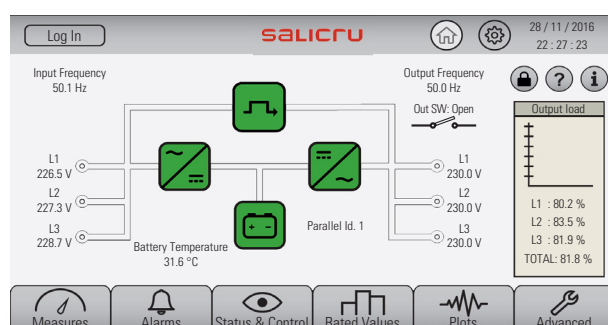 Log In
salicru
28 / 11 / 2016
22 : 27 : 23
Input Frequency
50.1 Hz
Output Frequency
50.0 Hz
Out SW: Open
Output load
L1
226.5 V
L2
227.3 V
L3
228.7 V
L1
230.0 V
L2
230.0 V
L3
230.0 V
Parallel Id. 1
Battery Temperature
31.6 °C
L1 : 80.2 %
L2 : 83.5 %
L3 : 81.9 %
TOTAL: 81.8 %
Measures
Alarms
Status & Control
Rated Values
Plots
Advanced